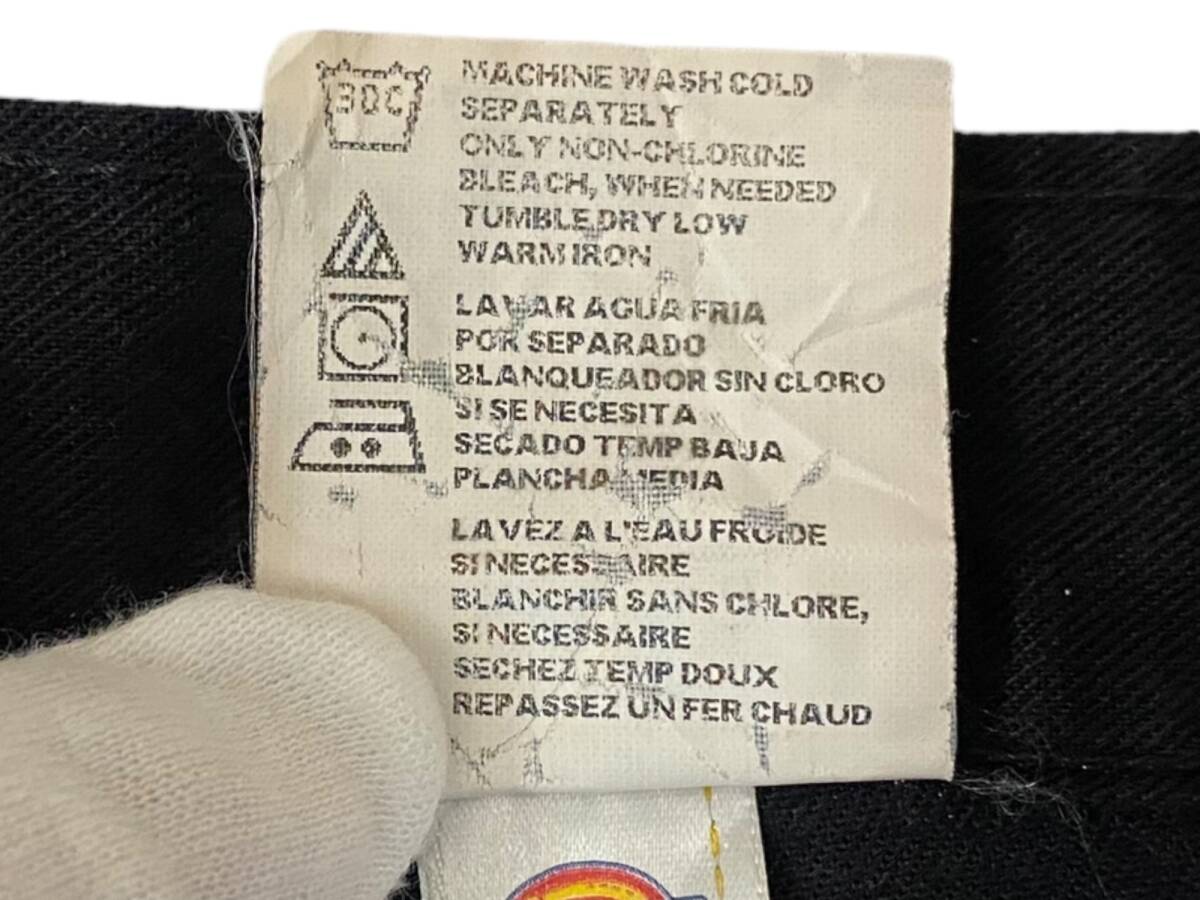 30C
MACHINE WASH COLD
SEPARATELY
ONLY NON-CHLORINE
BLEACH, WHEN NEEDED
TUMBLE DRY LOW
WARM IRON
LAVAR AGUA FRIA
POR SEPARADO
BLANQUEADOR SIN CLORO
SI SE NECESITA
SECADO TEMP BAJA
PLANCHA MEDIA
LAVEZ A L'EAU FROIDE
SI NECESSAIRE
BLANCHIR SANS CHLORE,
SI NECESSAIRE
SECHEZ TEMP DOUX
REPASSEZ UN FER CHAUD